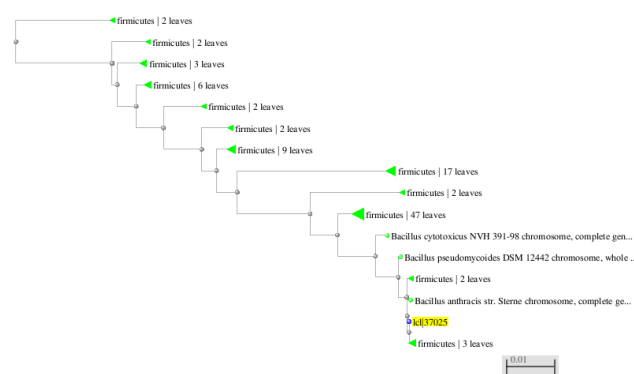 firmicutes | 2 leaves
firmicutes | 2 leaves
firmicutes | 3 leaves
firmicutes | 6 leaves
firmicutes | 2 leaves
firmicutes | 2 leaves
firmicutes | 9 leaves
firmicutes | 17 leaves
firmicutes | 2 leaves
firmicutes | 47 leaves
Bacillus cytotoxicus NVH 391-98 chromosome, complete gen...
Bacillus pseudomycoides DSM 12442 chromosome, whole ..
firmicutes | 2 leaves
Bacillus anthracis str. Sterne chromosome, complete ge...
lcl|37025
firmicutes | 3 leaves
0.01